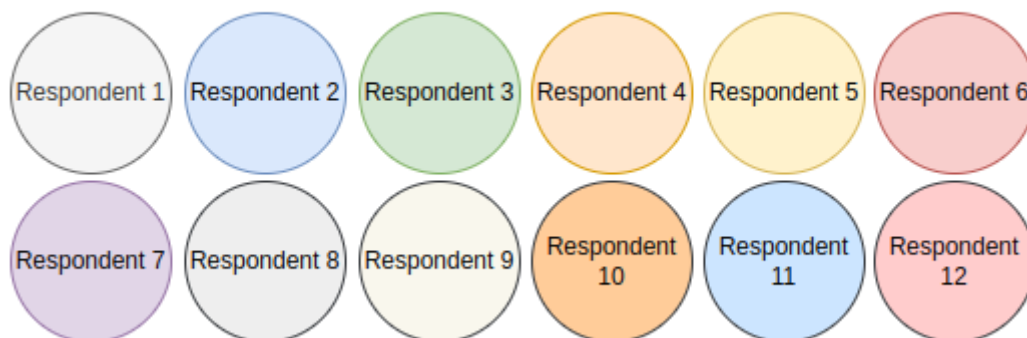 Respondent 1
Respondent 2
Respondent 3
Respondent 4
Respondent 5
Respondent 6
Respondent 7
Respondent 8
Respondent 9
Respondent
10
Respondent
11
Respondent
12